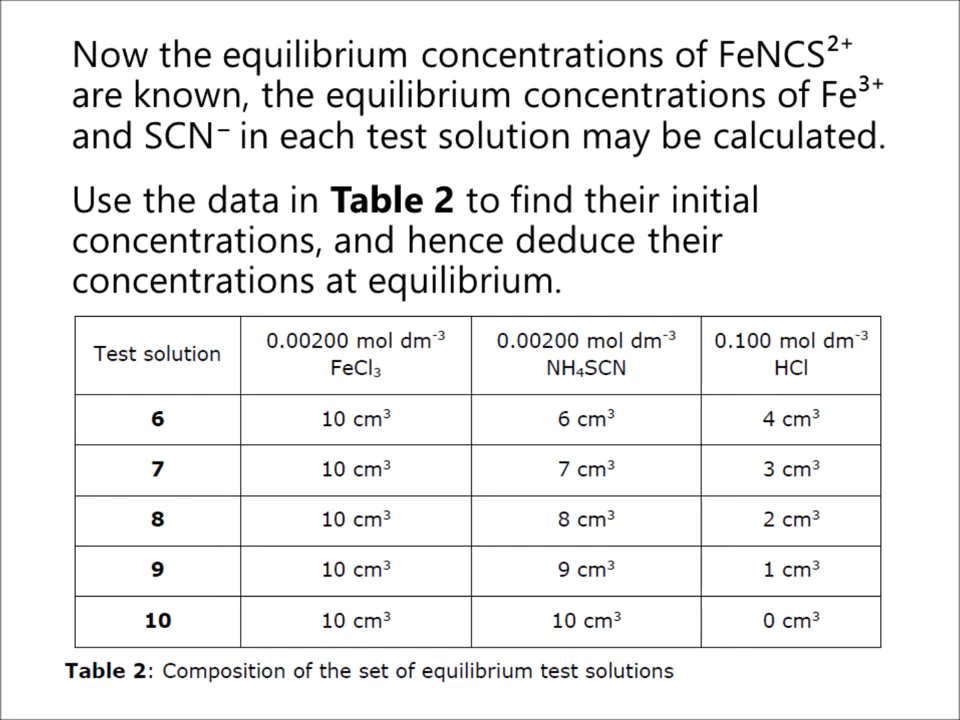 Now the equilibrium concentrations of FeNCS²⁺
are known, the equilibrium concentrations of Fe³⁺
and SCN⁻ in each test solution may be calculated.
Use the data in Table 2 to find their initial
concentrations, and hence deduce their
concentrations at equilibrium.
Test solution 0.00200 mol dm⁻³ FeCl₃ 0.00200 mol dm⁻³ NH₄SCN 0.100 mol dm⁻³ HCl
6 10 cm³ 6 cm³ 4 cm³
7 10 cm³ 7 cm³ 3 cm³
8 10 cm³ 8 cm³ 2 cm³
9 10 cm³ 9 cm³ 1 cm³
10 10 cm³ 10 cm³ 0 cm³
Table 2: Composition of the set of equilibrium test solutions